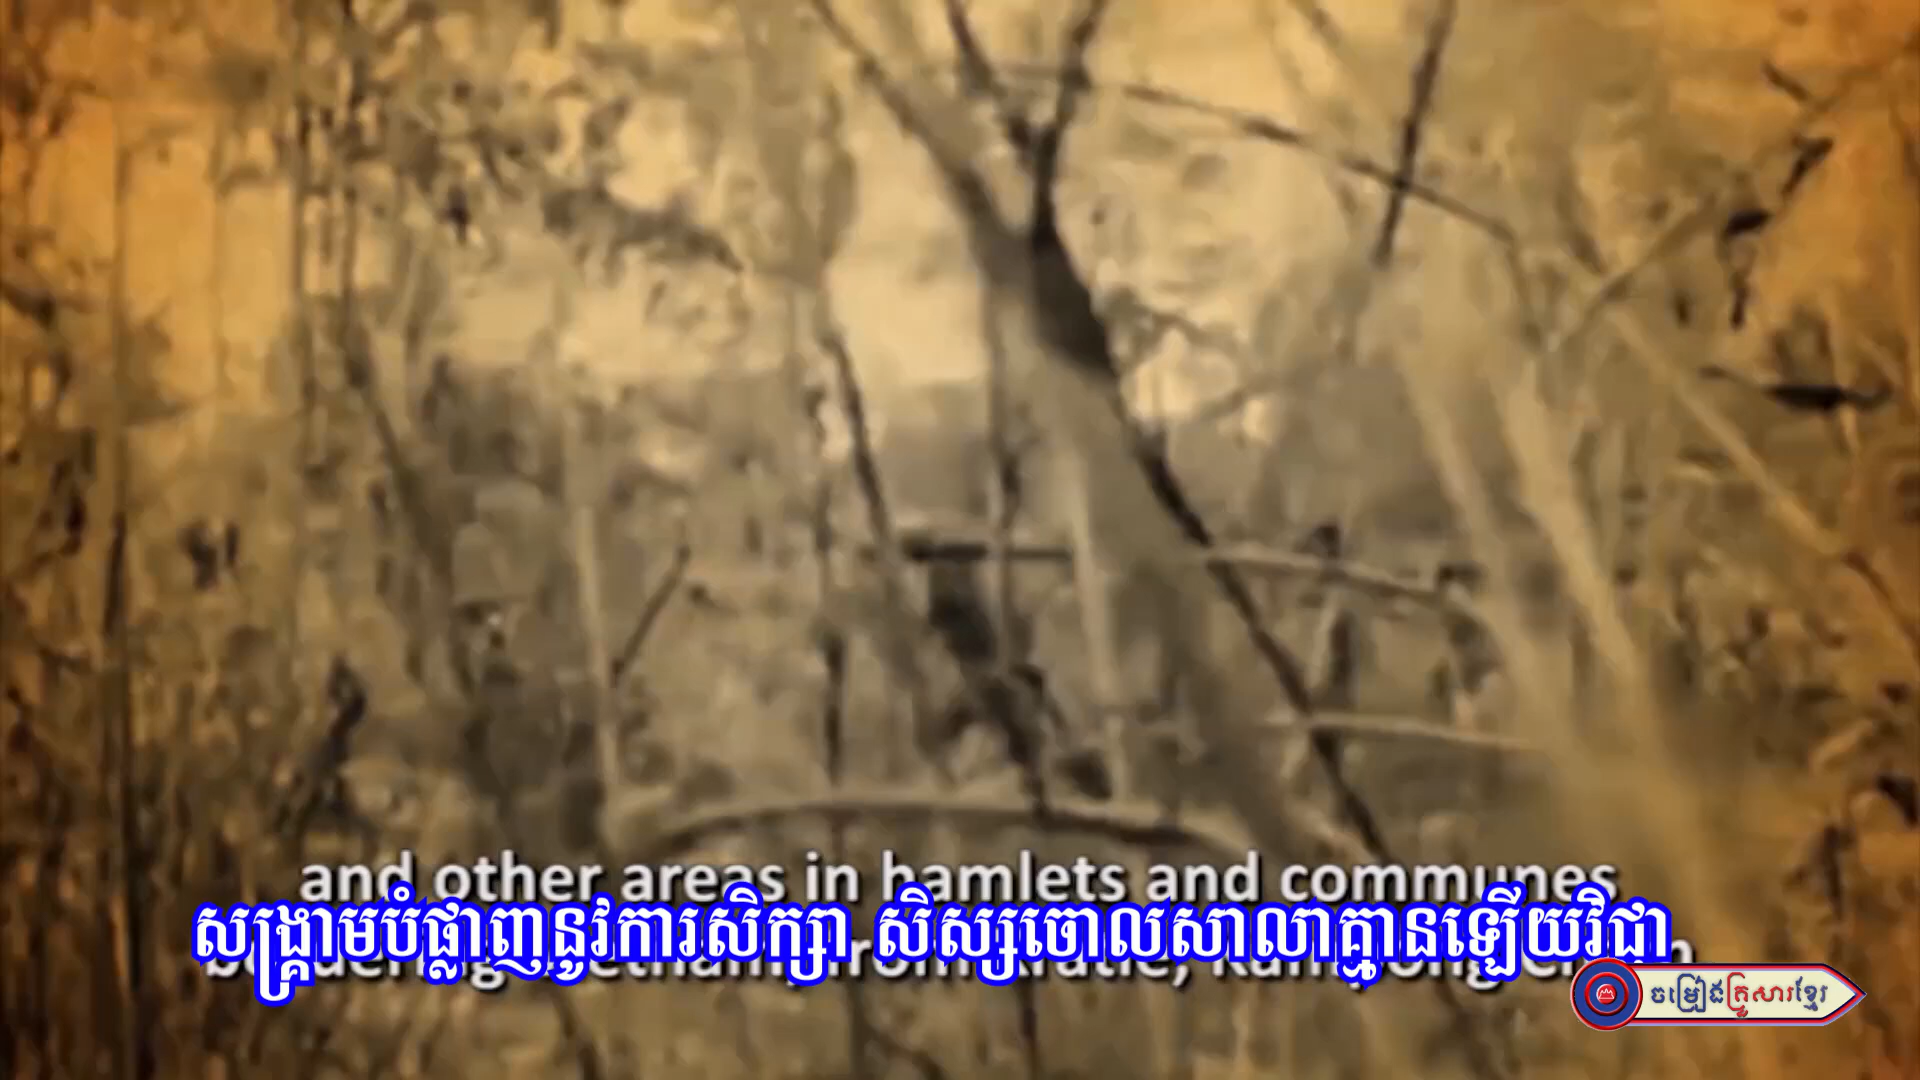 and other areas in hamlets and communes
សង្គ្រាមបំផ្លាញនូវការសិក្សា សិស្សចោលសាលាគ្មានឡើយវិជ្ជា
ចម្រៀងគ្រួសារខ្មែរ